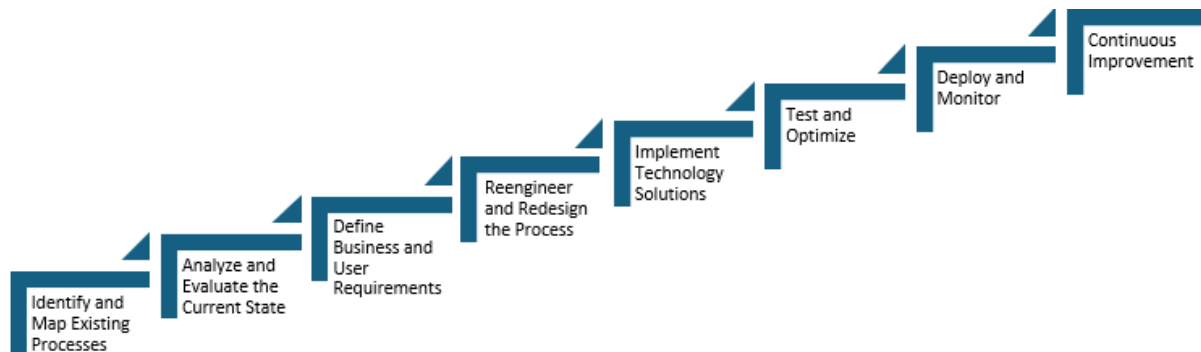 Identify and
Map Existing
Processes
Analyze and
Evaluate the
Current State
Define
Business and
User
Requirements
Reengineer
and Redesign
the Process
Implement
Technology
Solutions
Test and
Optimize
Deploy and
Monitor
Continuous
Improvement